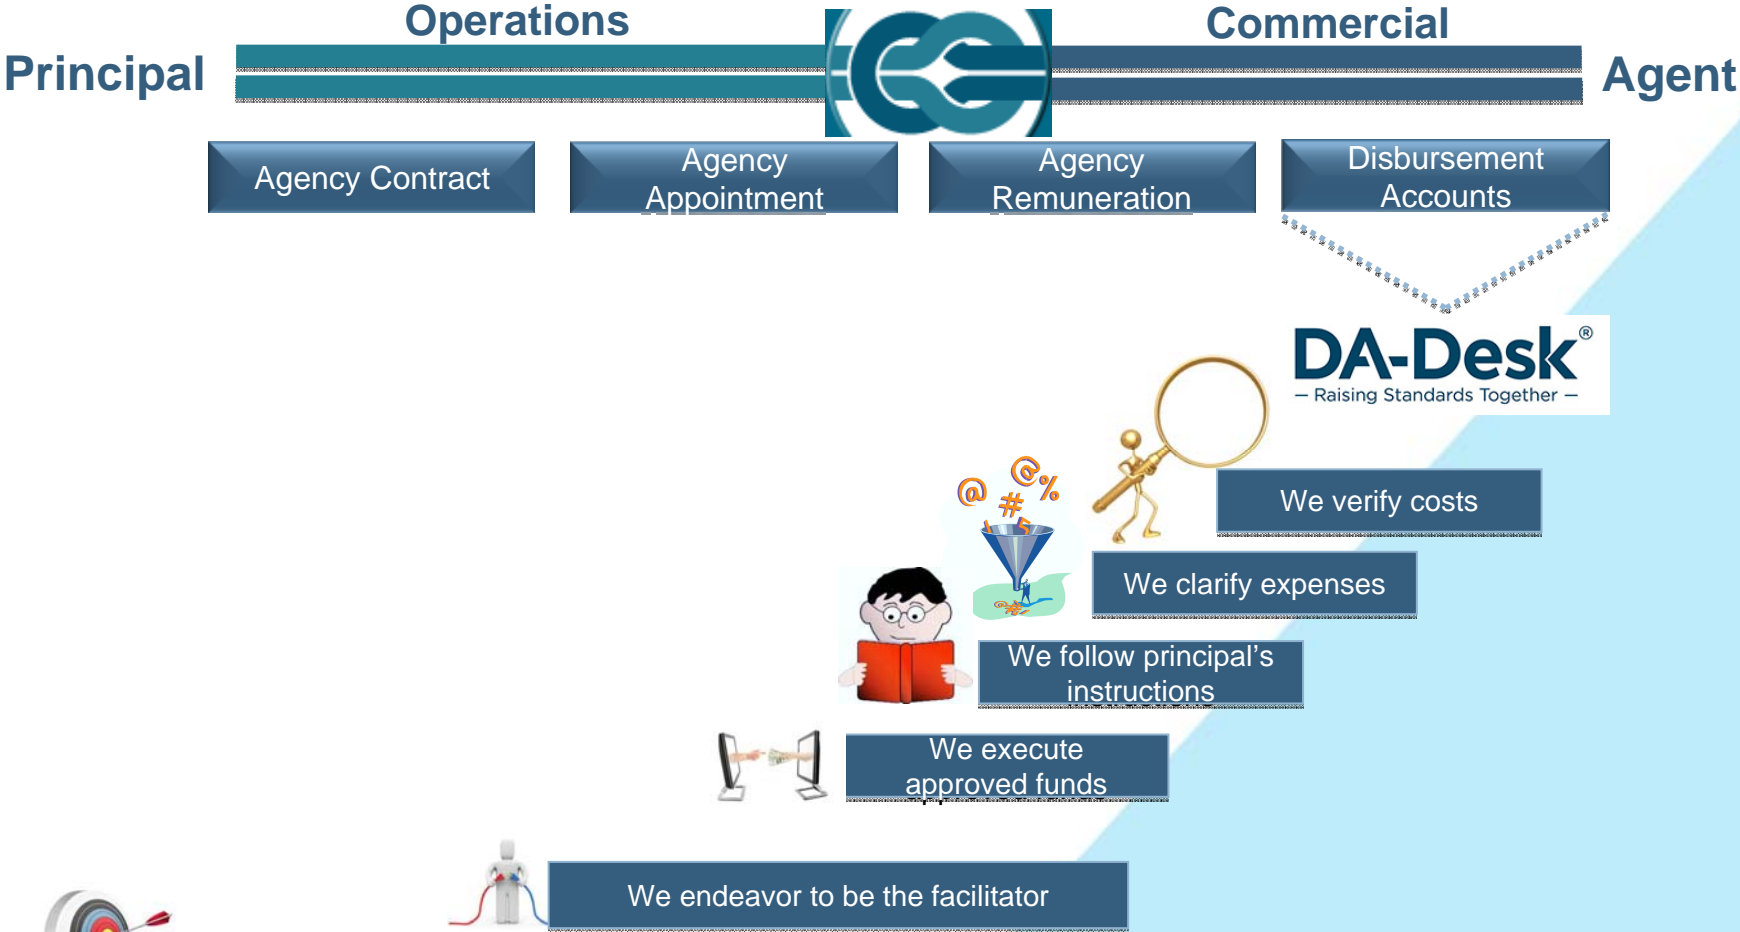 Operations
Commercial
Principal
Agent
Agency Contract
Agency
Appointment
Agency
Remuneration
Disbursement
Accounts
DA-Desk®
– Raising Standards Together –
@ @ %
#
5
We verify costs
We clarify expenses
We follow principal’s
instructions
We execute
approved funds
We endeavor to be the facilitator